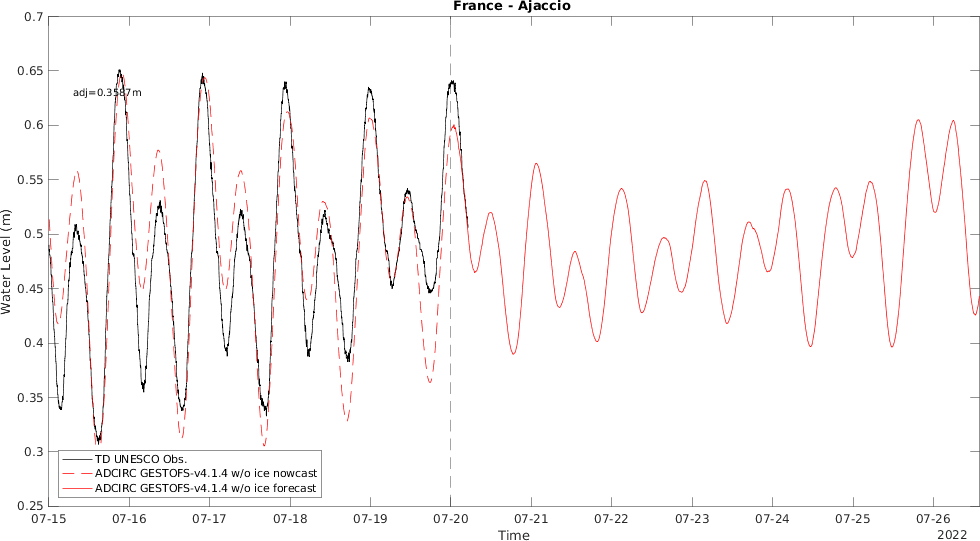 France - Ajaccio
0.7
0.65
0.6
0.55
0.5
0.45
0.4
0.35
0.3
0.25
Water Level (m)
adj=0.3587m
TD UNESCO Obs.
ADCIRC GESTOFS-v4.1.4 w/o ice nowcast
ADCIRC GESTOFS-v4.1.4 w/o ice forecast
07-15 07-16 07-17 07-18 07-19 07-20 07-21 07-22 07-23 07-24 07-25 07-26
Time
2022